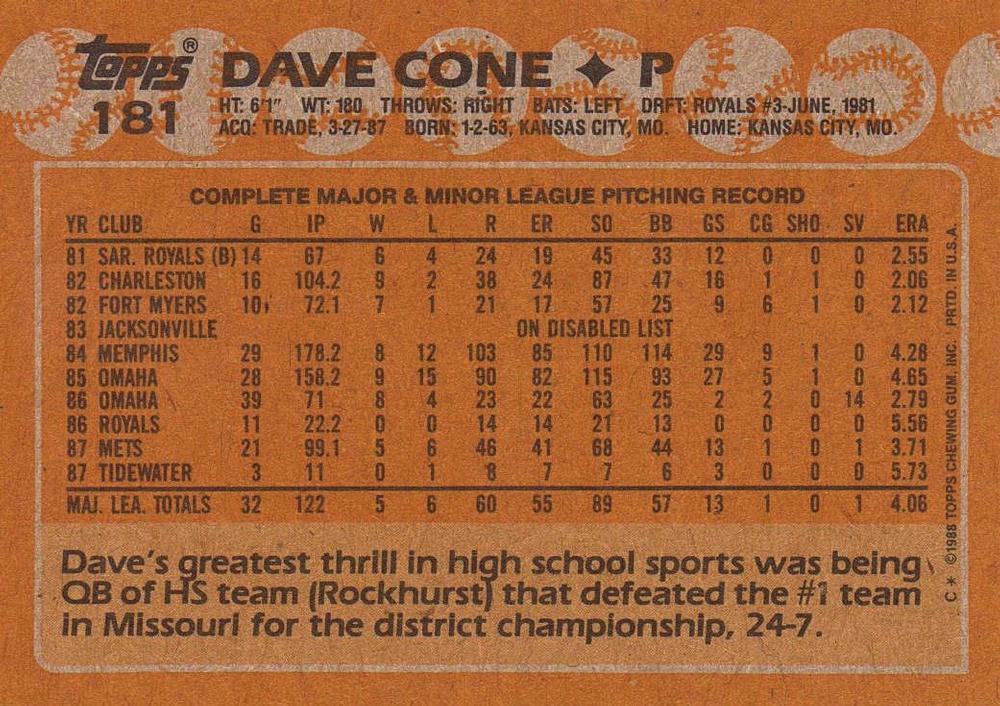 Topps® DAVE CONE ✦ P
181 HT: 6'1" WT: 180 THROWS: RIGHT BATS: LEFT DRFT: ROYALS #3-JUNE, 1981
ACQ: TRADE, 3-27-87 BORN: 1-2-63, KANSAS CITY, MO. HOME: KANSAS CITY, MO.
COMPLETE MAJOR & MINOR LEAGUE PITCHING RECORD
YR CLUB G IP W L R ER SO BB GS CG SHO SV ERA
81 SAR. ROYALS (B) 14 67 6 4 24 19 45 33 12 0 0 0 2.55
82 CHARLESTON 16 104.2 9 2 38 24 87 47 16 1 1 0 2.06
82 FORT MYERS 10 72.1 7 1 21 17 57 25 9 6 1 0 2.12
83 JACKSONVILLE ON DISABLED LIST
84 MEMPHIS 29 178.2 8 12 103 85 110 114 29 9 1 0 4.28
85 OMAHA 28 158.2 9 15 90 82 115 93 27 5 1 0 4.65
86 OMAHA 39 71 8 4 23 22 63 25 2 2 0 14 2.79
86 ROYALS 11 22.2 0 0 14 14 21 13 0 0 0 0 5.56
87 METS 21 99.1 5 6 46 41 68 44 13 1 0 1 3.71
87 TIDEWATER 3 11 0 1 8 7 7 6 3 0 0 0 5.73
MAJ. LEA. TOTALS 32 122 5 6 60 55 89 57 13 1 0 1 4.06
Dave's greatest thrill in high school sports was being
QB of HS team (Rockhurst) that defeated the #1 team
in Missouri for the district championship, 24-7.
C* ©1988 TOPPS CHEWING GUM, INC. PRTD. IN U.S.A.